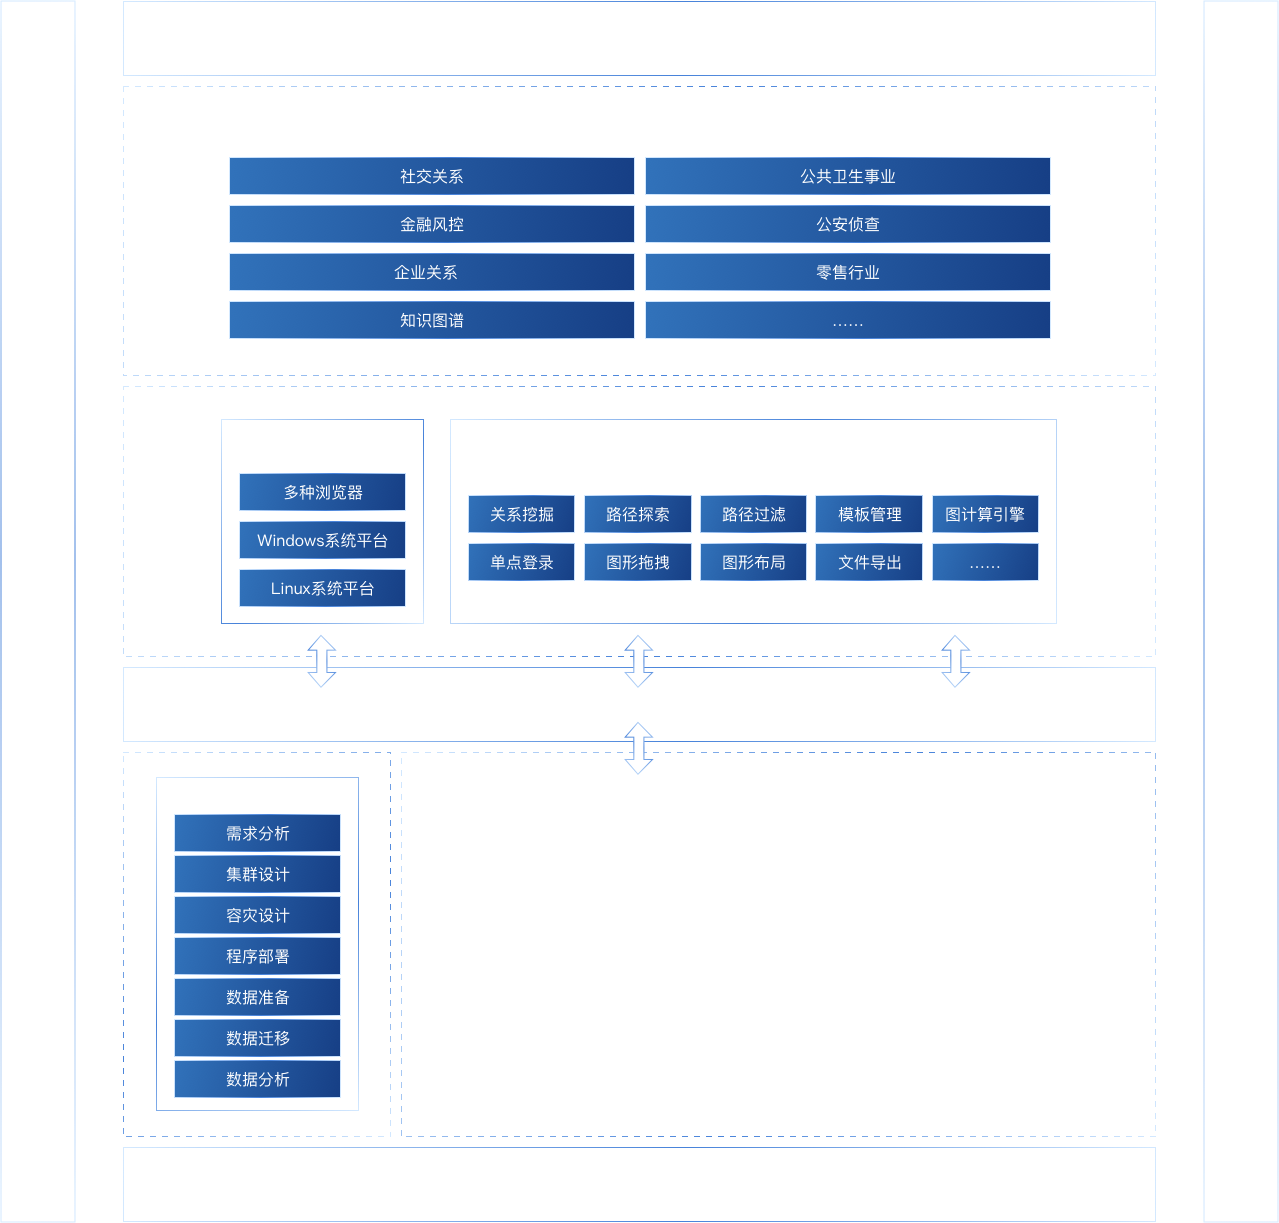 社交关系
公共卫生事业
金融风控
公安侦查
企业关系
零售行业
知识图谱
……
多种浏览器
Windows系统平台
Linux系统平台
关系挖掘
路径探索
路径过滤
模板管理
图计算引擎
单点登录
图形拖拽
图形布局
文件导出
……
需求分析
集群设计
容灾设计
程序部署
数据准备
数据迁移
数据分析